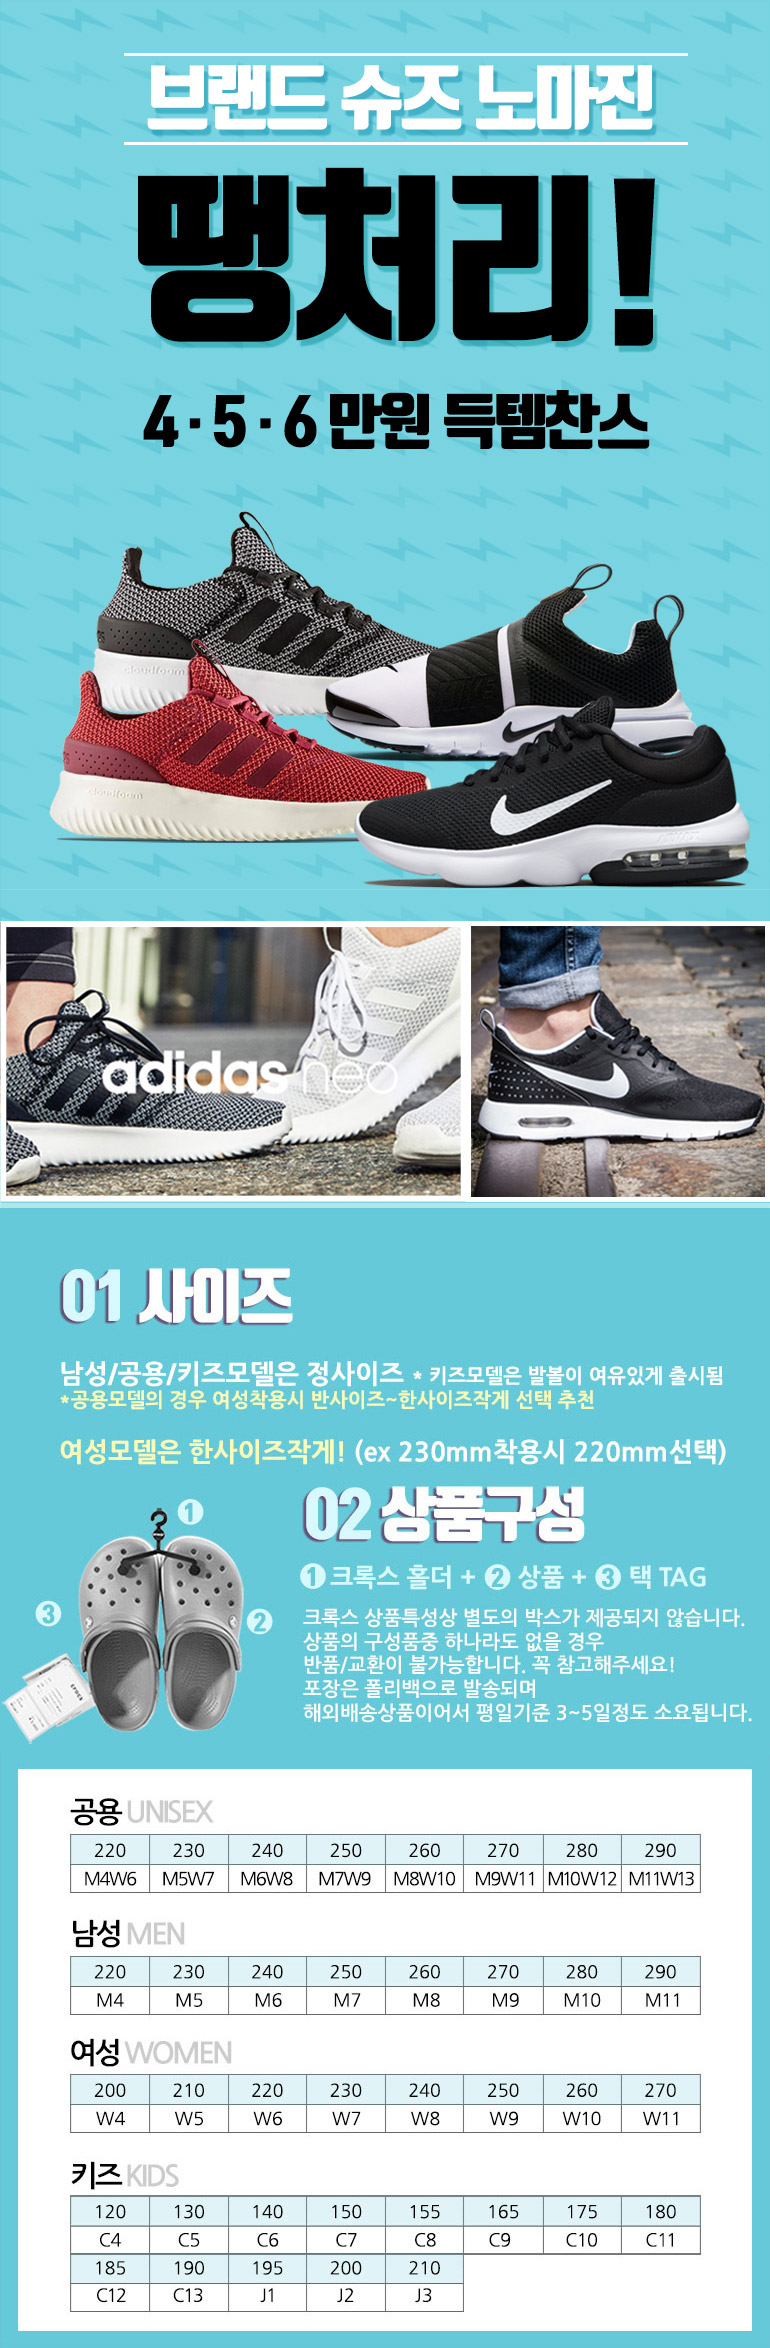 브랜드 슈즈 노마진
땡처리!
4·5·6 만원 득템찬스
cloudfoam
cloudfoam
adidas neo
01 사이즈
남성/공용/키즈모델은 정사이즈 * 키즈모델은 발볼이 여유있게 출시됨
*공용모델의 경우 여성착용시 반사이즈~한사이즈작게 선택 추천
여성모델은 한사이즈작게! (ex 230mm착용시 220mm선택)
02 상품구성
1
3
2
1 크록스 홀더 + 2 상품 + 3 택 TAG
크록스 상품특성상 별도의 박스가 제공되지 않습니다.
상품의 구성품중 하나라도 없을 경우
반품/교환이 불가능합니다. 꼭 참고해주세요!
포장은 폴리백으로 발송되며
해외배송상품이어서 평일기준 3~5일정도 소요됩니다.
공용 UNISEX
220 230 240 250 260 270 280 290
M4W6 M5W7 M6W8 M7W9 M8W10 M9W11 M10W12 M11W13
남성 MEN
220 230 240 250 260 270 280 290
M4 M5 M6 M7 M8 M9 M10 M11
여성 WOMEN
200 210 220 230 240 250 260 270
W4 W5 W6 W7 W8 W9 W10 W11
키즈 KIDS
120 130 140 150 155 165 175 180
C4 C5 C6 C7 C8 C9 C10 C11
185 190 195 200 210
C12 C13 J1 J2 J3